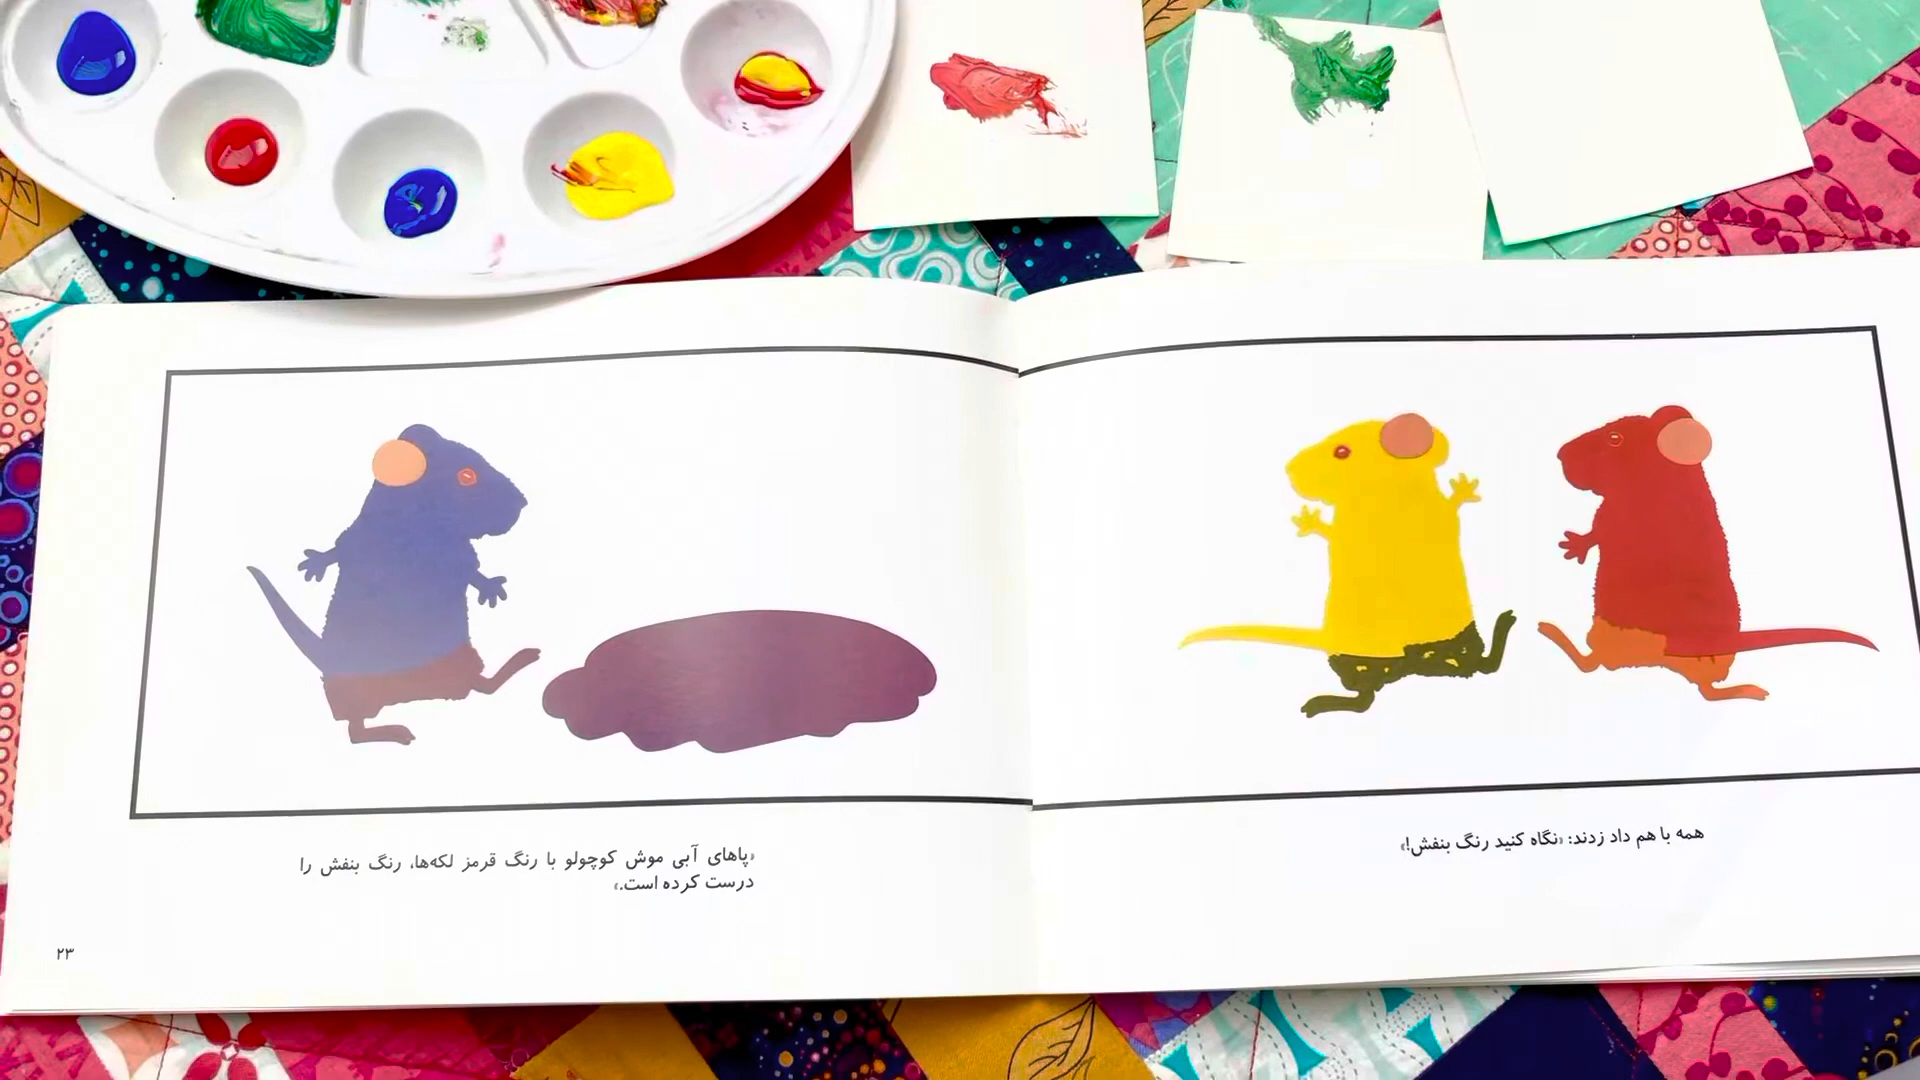 همه با هم داد زدند: «نگاه کنید رنگ بنفش!»
«پاهای آبی موش کوچولو با رنگ قرمز لکه‌ها، رنگ بنفش را
درست کرده است.»
۲۳